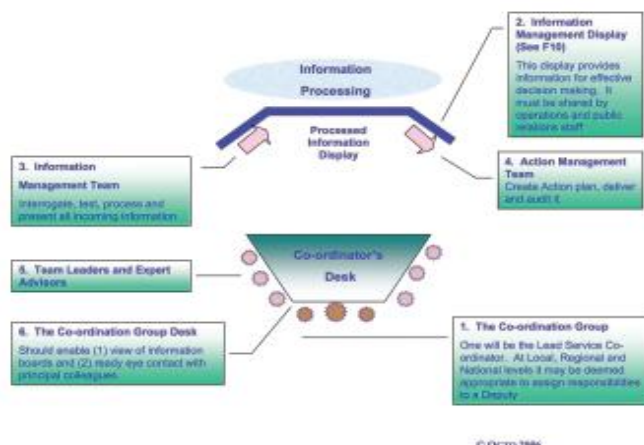 2. Information
Management Display
(See F10)
This display provides
information for effective
decision making. It
must be shared by
operations and public
relations staff
Information
Processing
Processed
Information
Display
3. Information
Management Team
Interrogate, test, process and
present all incoming information
4. Action Management
Team
Create Action plan, deliver
and audit it
5. Team Leaders and Expert
Advisors
Co-ordinator's
Desk
6. The Co-ordination Group Desk
Should enable (1) view of information
boards and (2) ready eye contact with
principal colleagues
1. The Co-ordination Group
One will be the Lead Service Co-
ordinator. At Local, Regional and
National levels it may be deemed
appropriate to assign responsibilities
to a Deputy
©